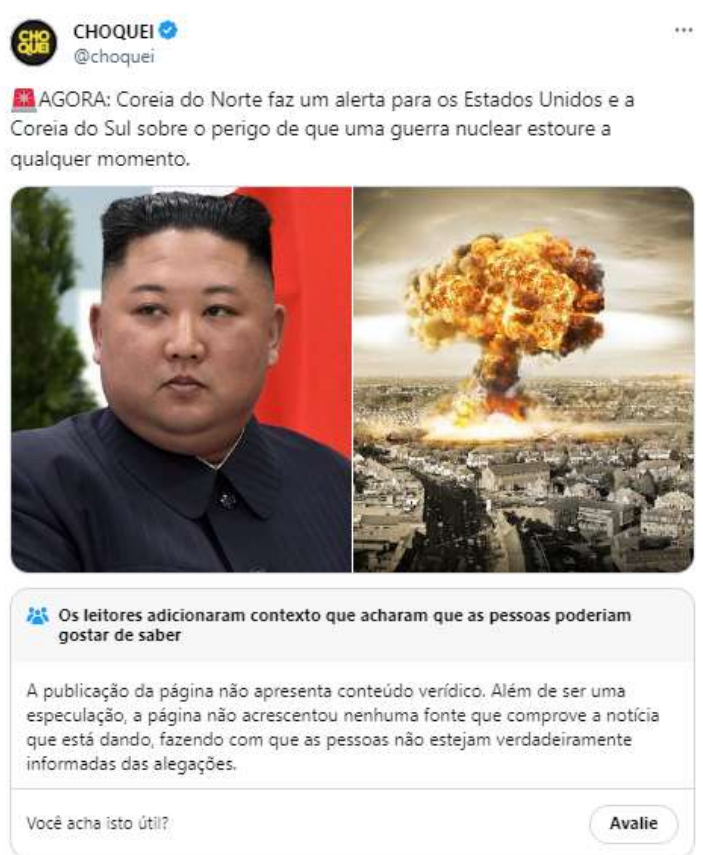 CHO
QUEI
CHOQUEI
@choquei
AGORA: Coreia do Norte faz um alerta para os Estados Unidos e a
Coreia do Sul sobre o perigo de que uma guerra nuclear estoure a
qualquer momento.
Os leitores adicionaram contexto que acharam que as pessoas poderiam
gostar de saber
A publicação da página não apresenta conteúdo verídico. Além de ser uma
especulação, a página não acrescentou nenhuma fonte que comprove a notícia
que está dando, fazendo com que as pessoas não estejam verdadeiramente
informadas das alegações.
Você acha isto útil?
Avalie